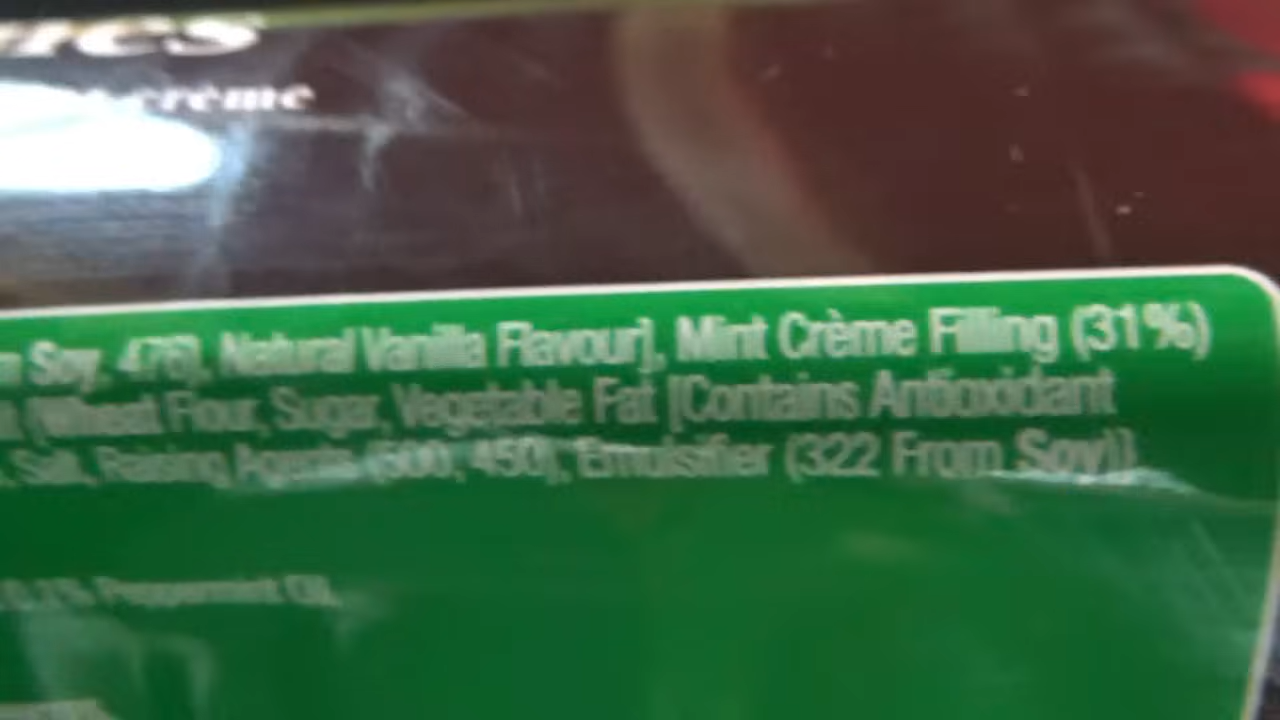 crème
Soy, 476), Natural Vanilla Flavour], Mint Crème Filling (31%)
(Wheat Flour, Sugar, Vegetable Fat [Contains Antioxidant
Salt, Raising Agents (500, 450), Emulsifier (322 From Soy)]
Peppermint Oil.